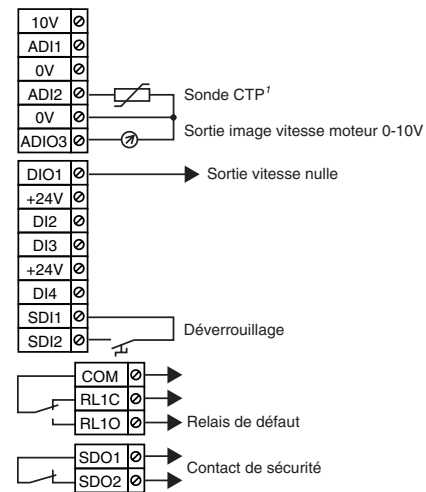 10V
ADI1
0V
ADI2
Sonde CTP¹
0V
Sortie image vitesse moteur 0-10V
ADIO3
DIO1
Sortie vitesse nulle
+24V
DI2
DI3
+24V
DI4
SDI1
Déverrouillage
SDI2
COM
RL1C
RL1O
Relais de défaut
SDO1
Contact de sécurité
SDO2